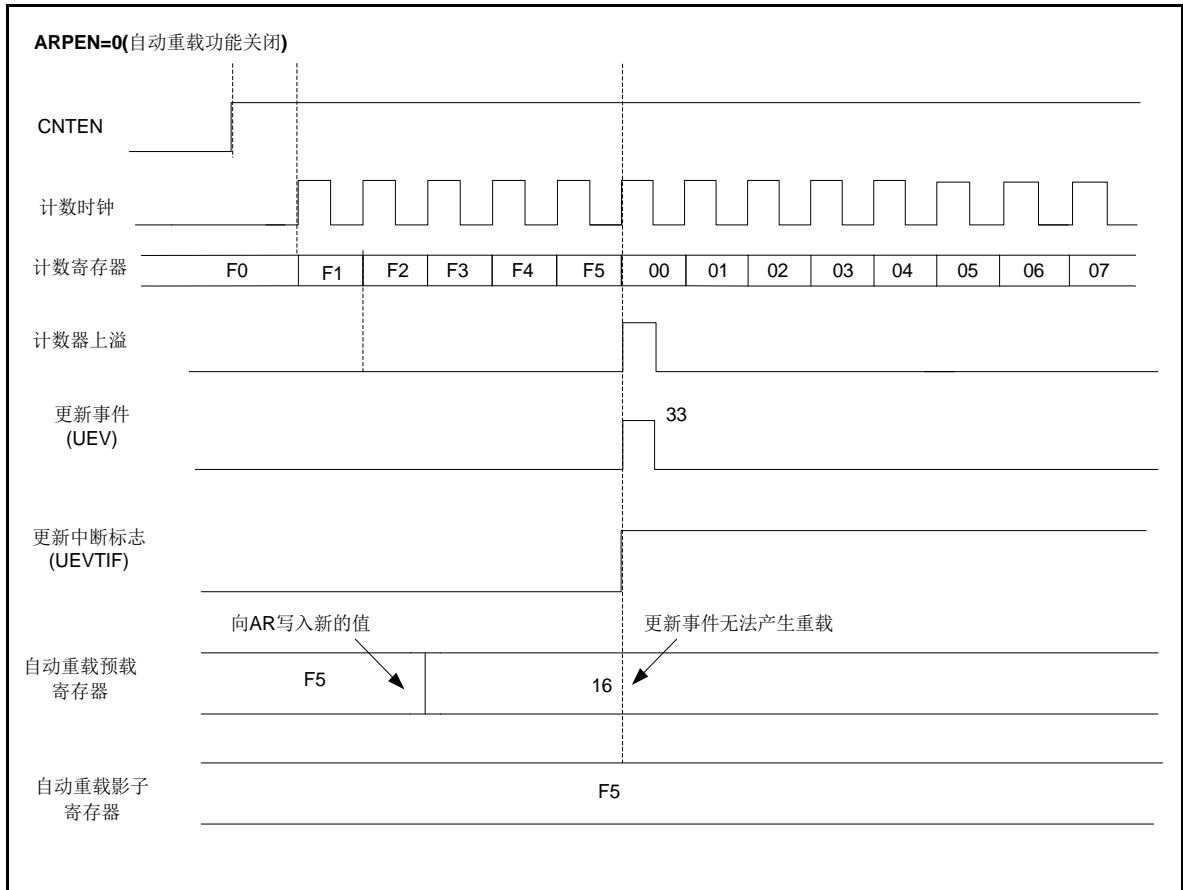 ARPEN=0(自动重载功能关闭)
CNTEN
计数时钟
计数寄存器
F0 F1 F2 F3 F4 F5 00 01 02 03 04 05 06 07
计数器上溢
更新事件
(UEV)
33
更新中断标志
(UEVTIF)
向AR写入新的值
更新事件无法产生重载
自动重载预载
寄存器
F5
16
自动重载影子
寄存器
F5